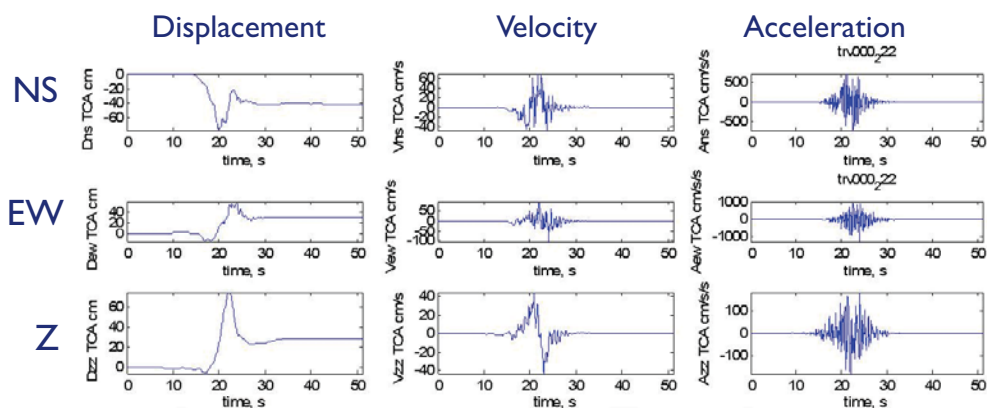 Displacement Velocity Acceleration
NS
Dns TCA cm
0
-20
-40
-60
0 10 20 30 40 50
time, s
Vns TCA cm/s
60
40
20
0
-20
-40
0 10 20 30 40 50
time, s
trv000222
Ans TCA cm/s/s
500
0
-500
0 10 20 30 40 50
time, s
EW
Dew TCA cm
40
20
0
0 10 20 30 40 50
time, s
Vew TCA cm/s
50
0
-50
-100
0 10 20 30 40 50
time, s
trv000222
Aew TCA cm/s/s
1000
0
-1000
0 10 20 30 40 50
time, s
Z
Dzz TCA cm
60
40
20
0
0 10 20 30 40 50
time, s
Vzz TCA cm/s
40
20
0
-20
-40
0 10 20 30 40 50
time, s
Azz TCA cm/s/s
100
0
-100
0 10 20 30 40 50
time, s